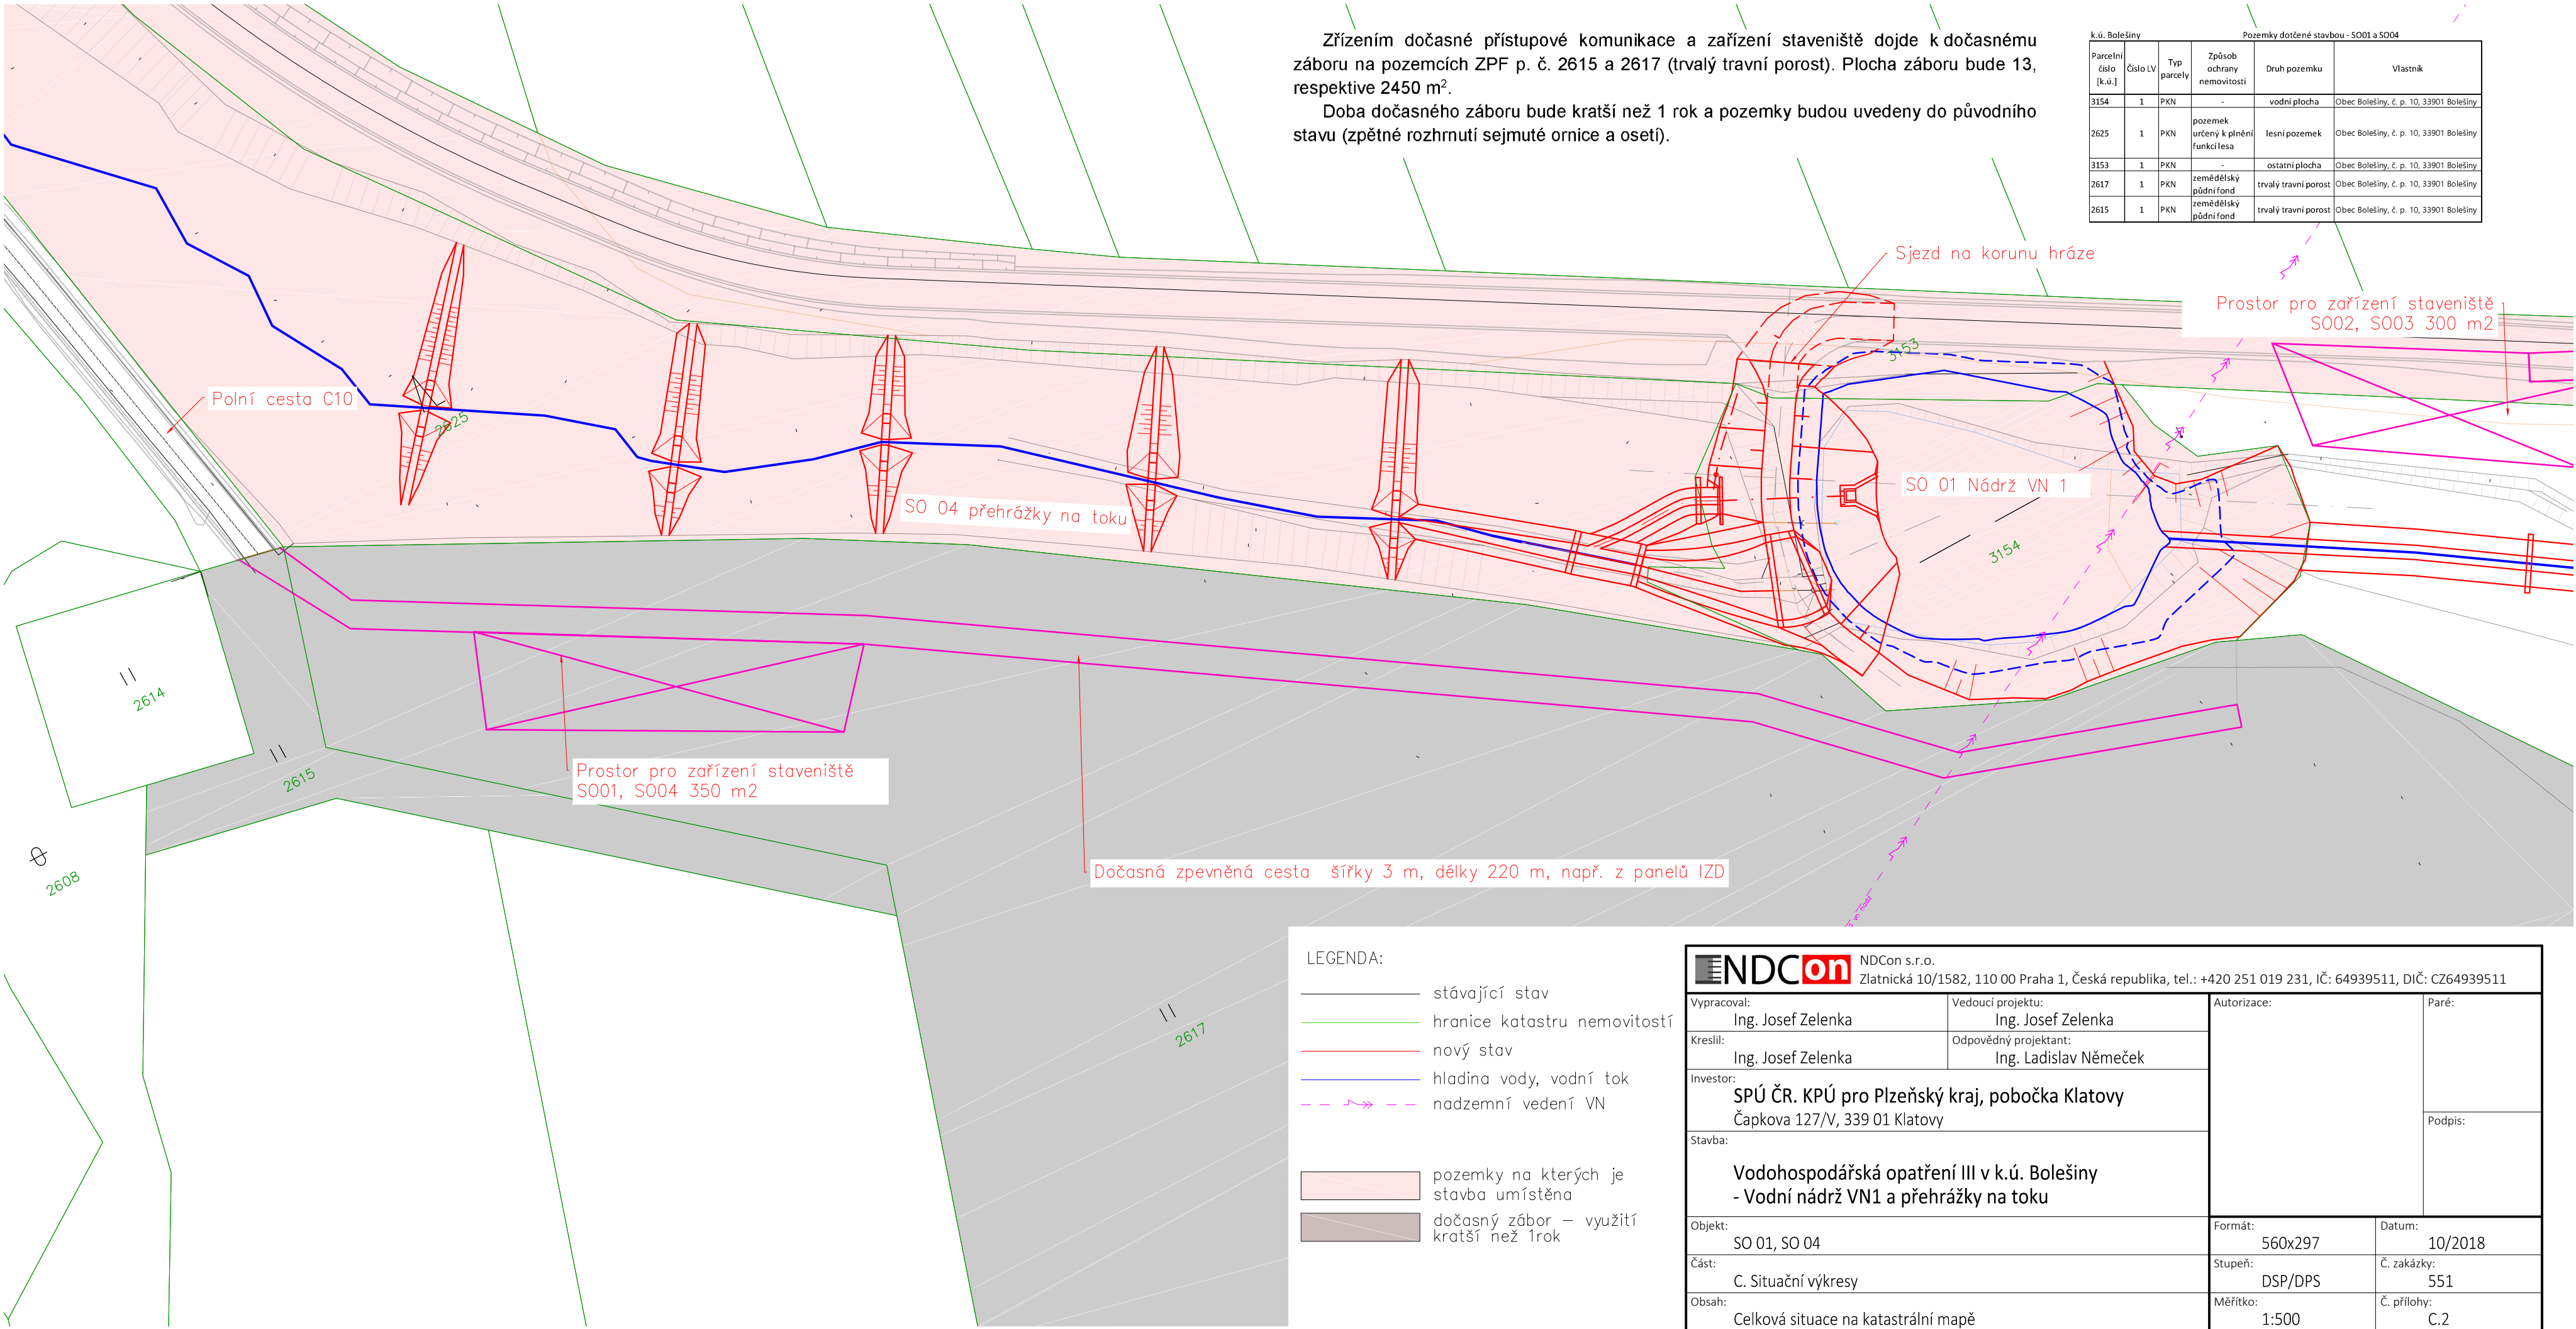 Zřízením dočasné přístupové komunikace a zařízení staveniště dojde k dočasnému
záboru na pozemcích ZPF p. č. 2615 a 2617 (trvalý travní porost). Plocha záboru bude 13,
respektive 2450 m².
Doba dočasného záboru bude kratší než 1 rok a pozemky budou uvedeny do původního
stavu (zpětné rozhrnutí sejmuté ornice a osetí).
k.ú. Bolešiny Pozemky dotčené stavbou - SO01 a SO04
Parcelní číslo [k.ú.] Číslo LV Typ parcely Způsob ochrany nemovitosti Druh pozemku Vlastník
3154 1 PKN - vodní plocha Obec Bolešiny, č. p. 10, 33901 Bolešiny
2625 1 PKN pozemek určený k plnění funkcí lesa lesní pozemek Obec Bolešiny, č. p. 10, 33901 Bolešiny
3153 1 PKN - ostatní plocha Obec Bolešiny, č. p. 10, 33901 Bolešiny
2617 1 PKN zemědělský půdní fond trvalý travní porost Obec Bolešiny, č. p. 10, 33901 Bolešiny
2615 1 PKN zemědělský půdní fond trvalý travní porost Obec Bolešiny, č. p. 10, 33901 Bolešiny
Sjezd na korunu hráze
Prostor pro zařízení staveniště
SO02, SO03 300 m2
3153
Polní cesta C10
2625
SO 04 přehrážky na toku
SO 01 Nádrž VN 1
3154
2614
2615
Prostor pro zařízení staveniště
SO01, SO04 350 m2
2608
Dočasná zpevněná cesta šířky 3 m, délky 220 m, např. z panelů IZD
2617
LEGENDA:
stávající stav
hranice katastru nemovitostí
nový stav
hladina vody, vodní tok
nadzemní vedení VN
pozemky na kterých je
stavba umístěna
dočasný zábor – využití
kratší než 1rok
NDCon
NDCon s.r.o.
Zlatnická 10/1582, 110 00 Praha 1, Česká republika, tel.: +420 251 019 231, IČ: 64939511, DIČ: CZ64939511
Vypracoval: Vedoucí projektu: Autorizace: Paré:
Ing. Josef Zelenka Ing. Josef Zelenka
Kreslil: Odpovědný projektant:
Ing. Josef Zelenka Ing. Ladislav Němeček
Investor:
SPÚ ČR. KPÚ pro Plzeňský kraj, pobočka Klatovy
Čapkova 127/V, 339 01 Klatovy
Podpis:
Stavba:
Vodohospodářská opatření III v k.ú. Bolešiny
- Vodní nádrž VN1 a přehrážky na toku
Objekt: Formát: Datum:
SO 01, SO 04 560x297 10/2018
Část: Stupeň: Č. zakázky:
C. Situační výkresy DSP/DPS 551
Obsah: Měřítko: Č. přílohy:
Celková situace na katastrální mapě 1:500 C.2